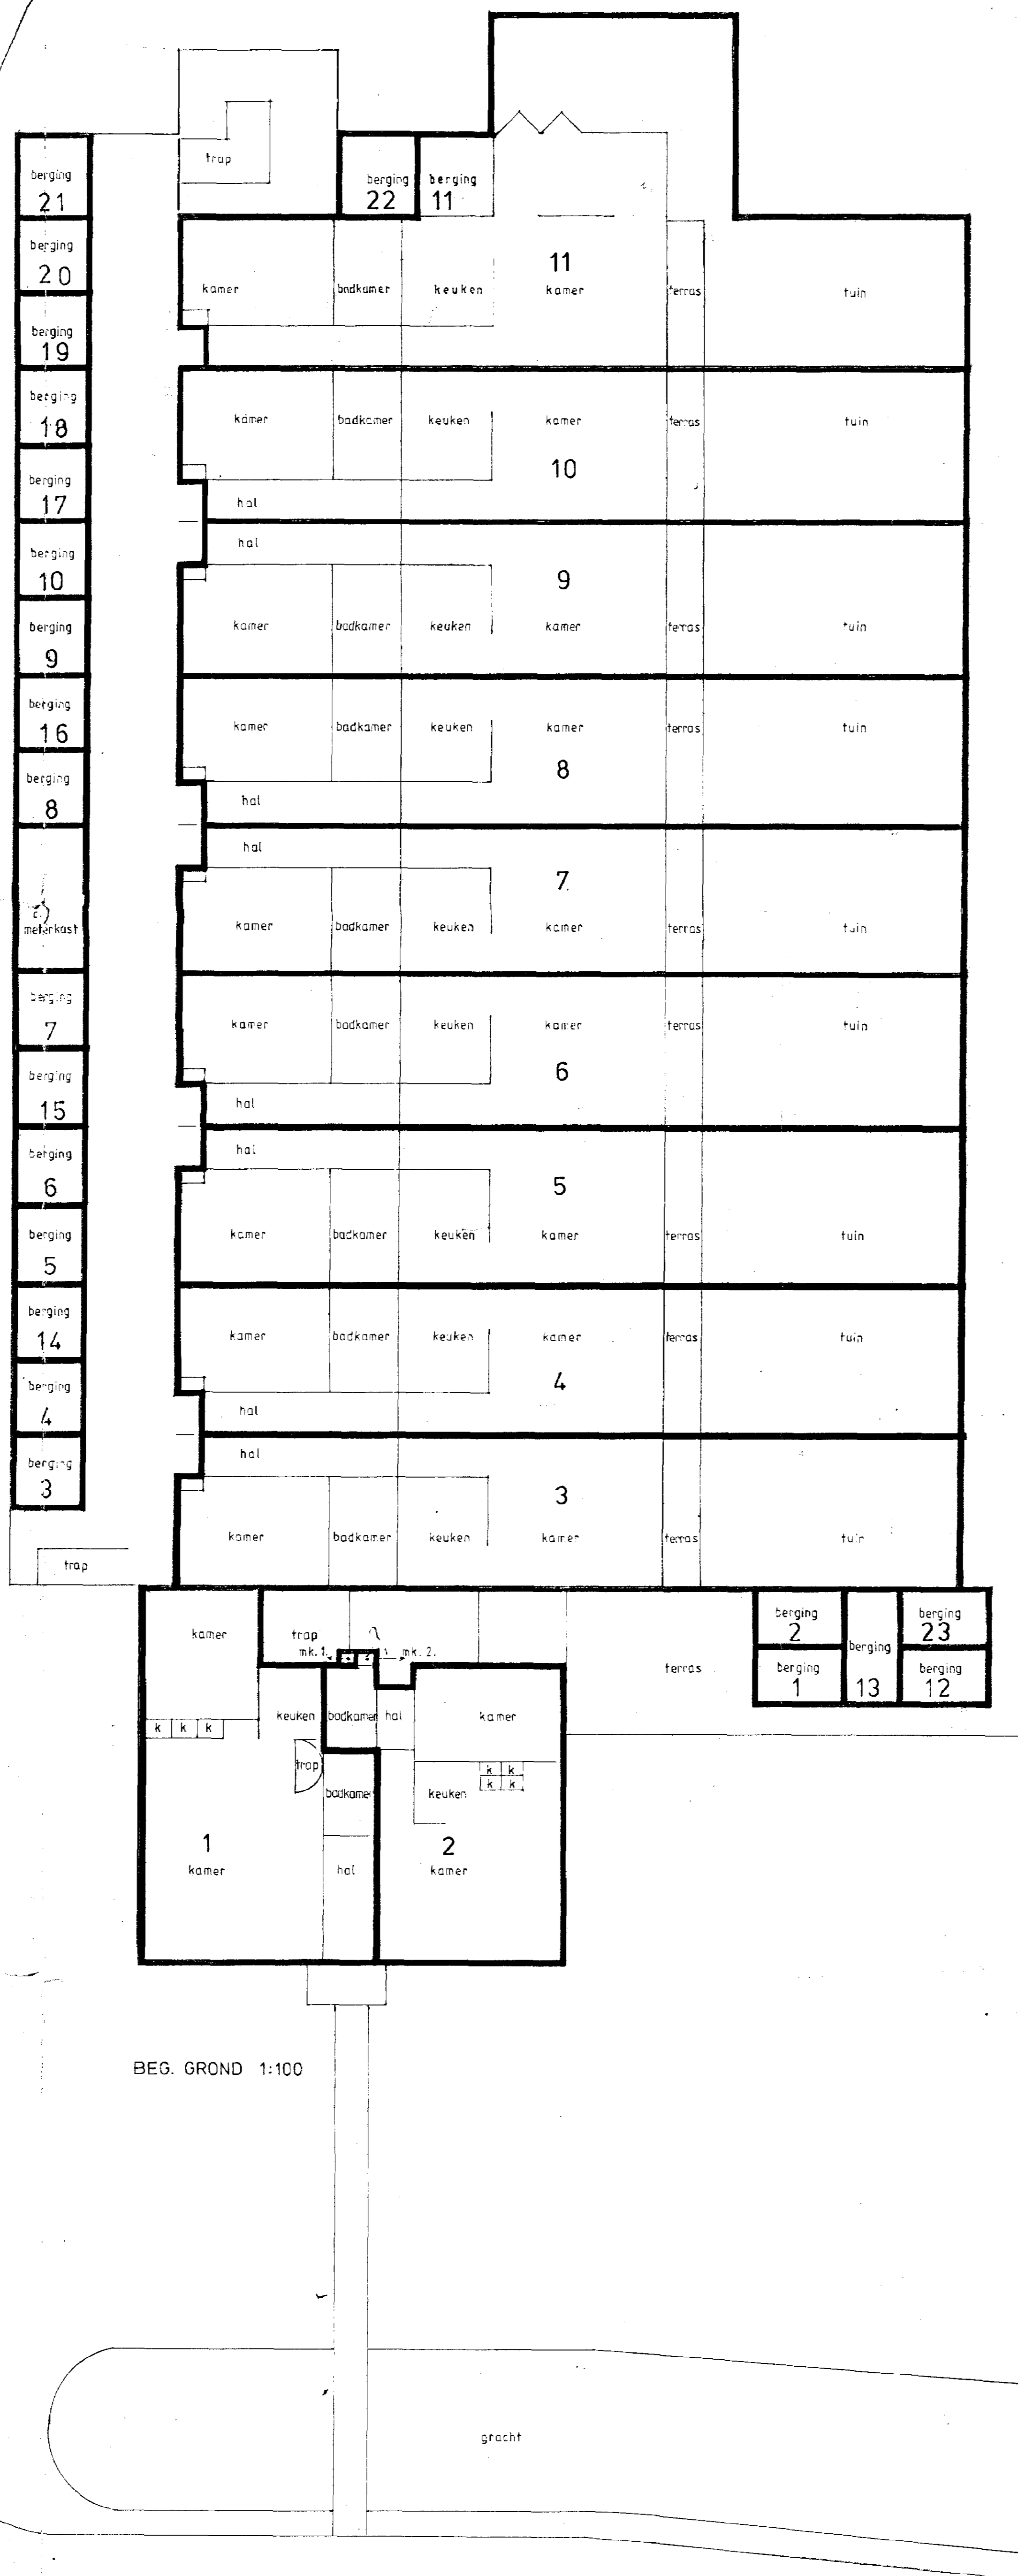 trap
berging
21
berging
22
berging
11
berging
20
11
kamer
badkamer
keuken
kamer
terras
tuin
berging
19
berging
18
kamer
badkamer
keuken
kamer
terras
tuin
10
berging
17
hal
hal
berging
10
9
berging
9
kamer
badkamer
keuken
kamer
terras
tuin
berging
16
kamer
badkamer
keuken
kamer
terras
tuin
8
berging
8
hal
hal
7
meterkast
kamer
badkamer
keuken
kamer
terras
tuin
berging
7
kamer
badkamer
keuken
kamer
terras
tuin
6
berging
15
hal
hal
berging
6
5
berging
5
kamer
badkamer
keuken
kamer
terras
tuin
berging
14
kamer
badkamer
keuken
kamer
terras
tuin
4
berging
4
hal
hal
berging
3
3
kamer
badkamer
keuken
kamer
terras
tuin
trap
kamer
trap
mk. 1.
mk. 2.
terras
berging
2
berging
1
berging
13
berging
23
berging
12
k k k
keuken
badkamer
hal
kamer
trap
badkamer
keuken
k k
k k
1
kamer
hal
2
kamer
BEG. GROND 1:100
gracht